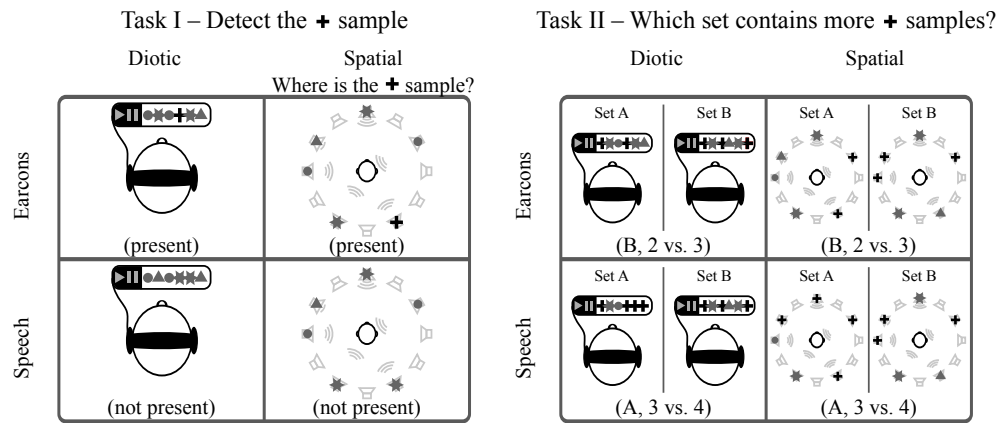 Task I – Detect the + sample
Diotic
Spatial
Where is the + sample?
Earcons
(present)
(present)
Speech
(not present)
(not present)
Task II – Which set contains more + samples?
Diotic
Spatial
Set A
Set B
Set A
Set B
Earcons
(B, 2 vs. 3)
(B, 2 vs. 3)
Set A
Set B
Set A
Set B
Speech
(A, 3 vs. 4)
(A, 3 vs. 4)